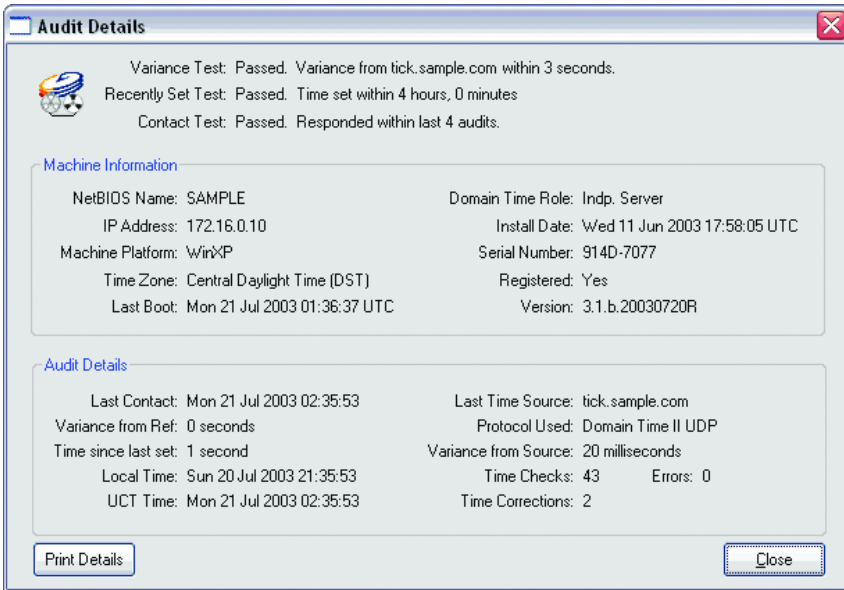 Audit Details
Variance Test: Passed. Variance from tick.sample.com within 3 seconds.
Recently Set Test: Passed. Time set within 4 hours, 0 minutes
Contact Test: Passed. Responded within last 4 audits.
Machine Information
NetBIOS Name: SAMPLE
IP Address: 172.16.0.10
Machine Platform: WinXP
Time Zone: Central Daylight Time (DST)
Last Boot: Mon 21 Jul 2003 01:36:37 UTC
Domain Time Role: Indp. Server
Install Date: Wed 11 Jun 2003 17:58:05 UTC
Serial Number: 914D-7077
Registered: Yes
Version: 3.1.b.20030720R
Audit Details
Last Contact: Mon 21 Jul 2003 02:35:53
Variance from Ref: 0 seconds
Time since last set: 1 second
Local Time: Sun 20 Jul 2003 21:35:53
UCT Time: Mon 21 Jul 2003 02:35:53
Last Time Source: tick.sample.com
Protocol Used: Domain Time II UDP
Variance from Source: 20 milliseconds
Time Checks: 43 Errors: 0
Time Corrections: 2
Print Details
Close